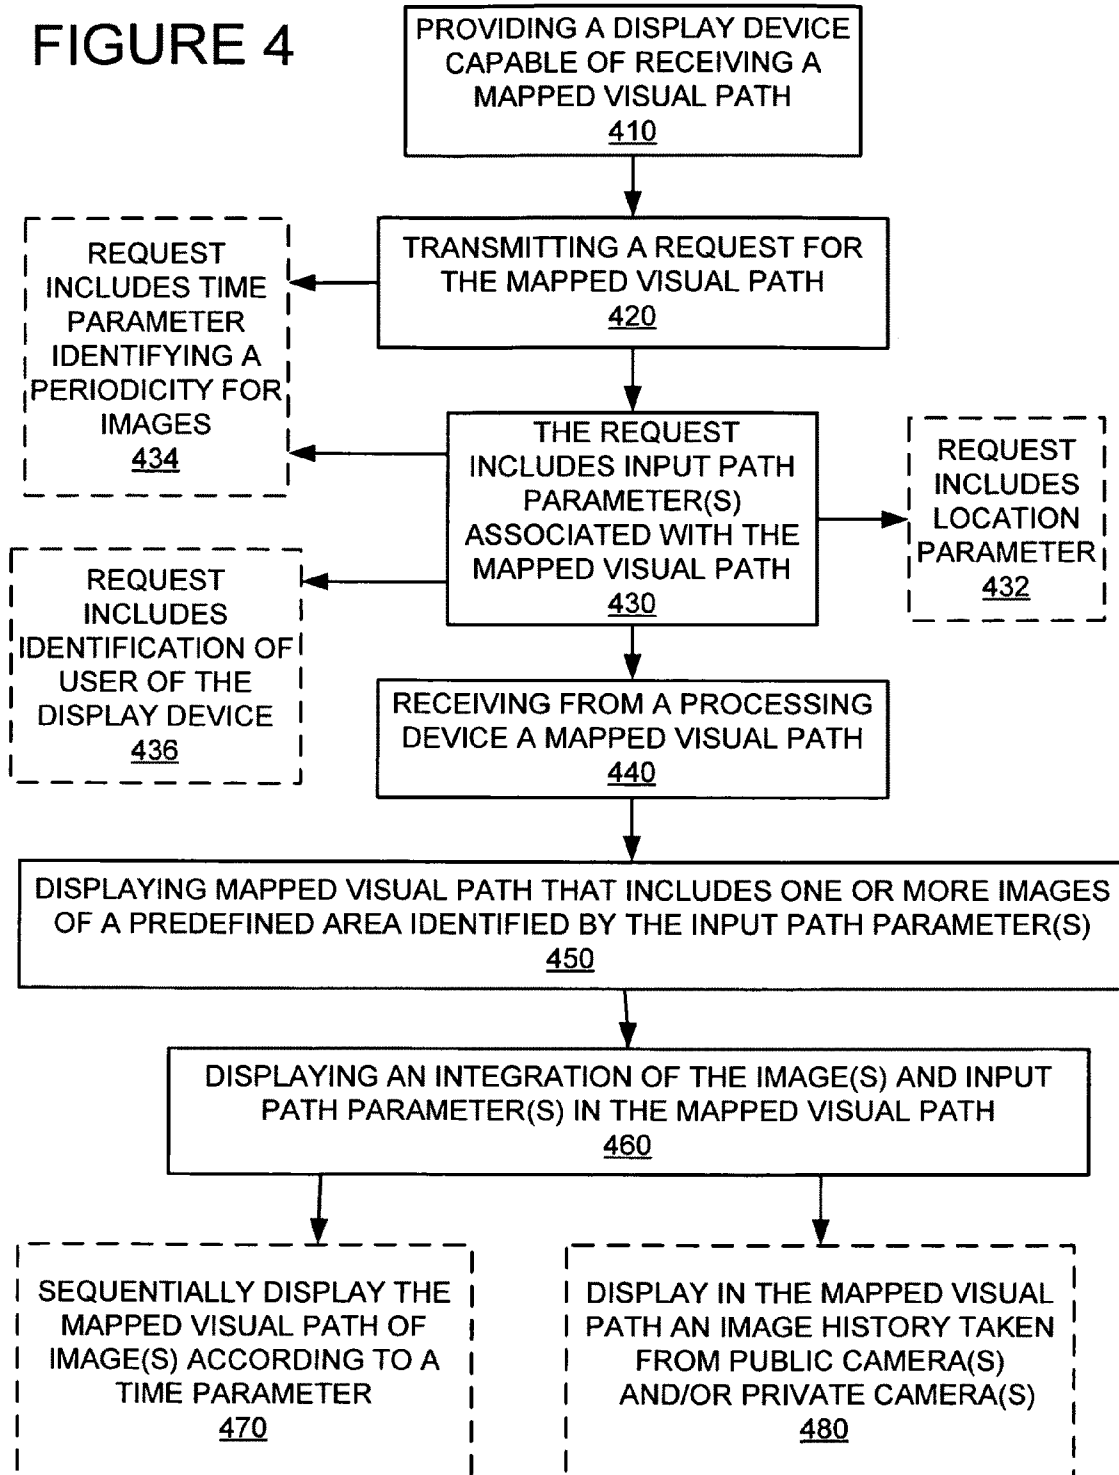 FIGURE 4
PROVIDING A DISPLAY DEVICE
CAPABLE OF RECEIVING A
MAPPED VISUAL PATH
410
TRANSMITTING A REQUEST FOR
THE MAPPED VISUAL PATH
420
REQUEST
INCLUDES TIME
PARAMETER
IDENTIFYING A
PERIODICITY FOR
IMAGES
434
THE REQUEST
INCLUDES INPUT PATH
PARAMETER(S)
ASSOCIATED WITH THE
MAPPED VISUAL PATH
430
REQUEST
INCLUDES
LOCATION
PARAMETER
432
REQUEST
INCLUDES
IDENTIFICATION OF
USER OF THE
DISPLAY DEVICE
436
RECEIVING FROM A PROCESSING
DEVICE A MAPPED VISUAL PATH
440
DISPLAYING MAPPED VISUAL PATH THAT INCLUDES ONE OR MORE IMAGES
OF A PREDEFINED AREA IDENTIFIED BY THE INPUT PATH PARAMETER(S)
450
DISPLAYING AN INTEGRATION OF THE IMAGE(S) AND INPUT
PATH PARAMETER(S) IN THE MAPPED VISUAL PATH
460
SEQUENTIALLY DISPLAY THE
MAPPED VISUAL PATH OF
IMAGE(S) ACCORDING TO A
TIME PARAMETER
470
DISPLAY IN THE MAPPED VISUAL
PATH AN IMAGE HISTORY TAKEN
FROM PUBLIC CAMERA(S)
AND/OR PRIVATE CAMERA(S)
480